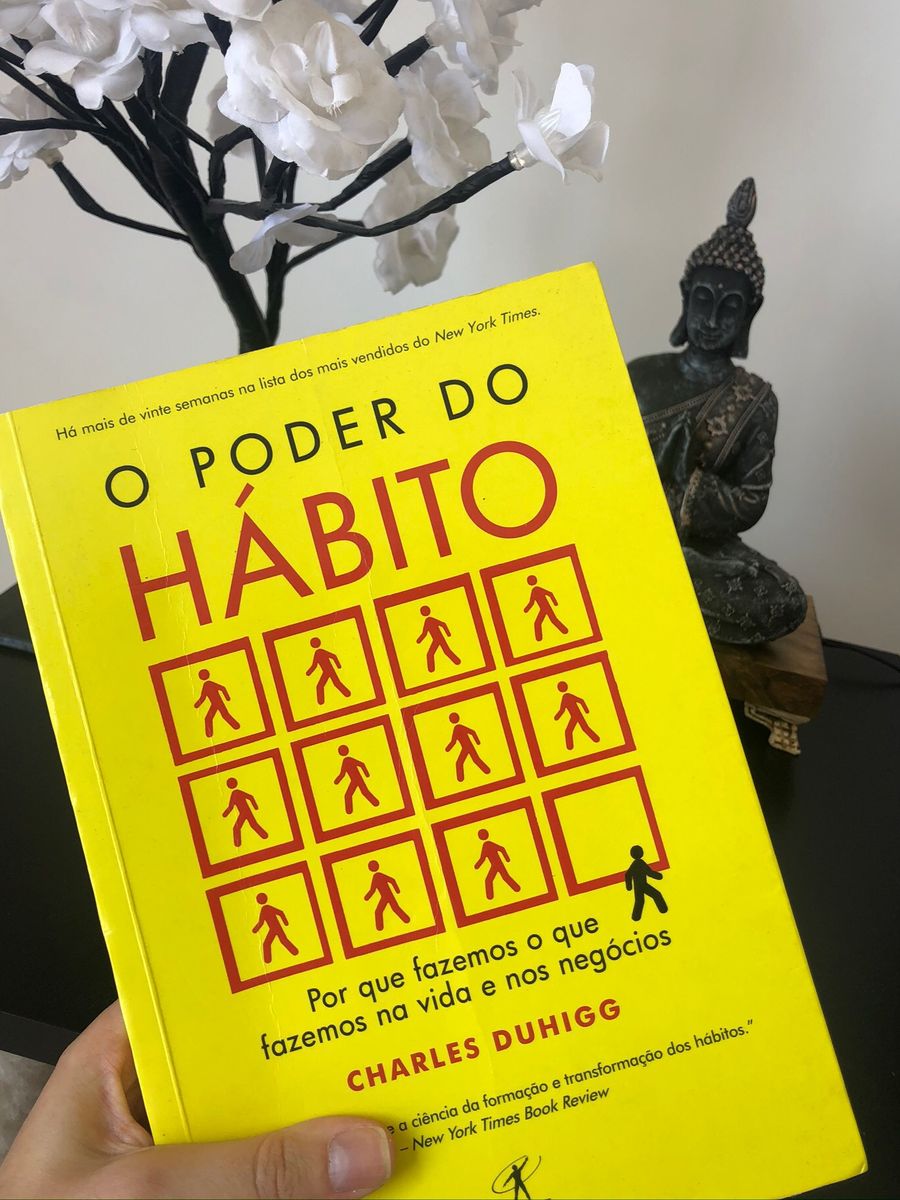 Há mais de vinte semanas na lista dos mais vendidos do New York Times.
O PODER DO
HÁBITO
Por que fazemos o que
fazemos na vida e nos negócios
CHARLES DUHIGG
e a ciência da formação e transformação dos hábitos.”
– New York Times Book Review